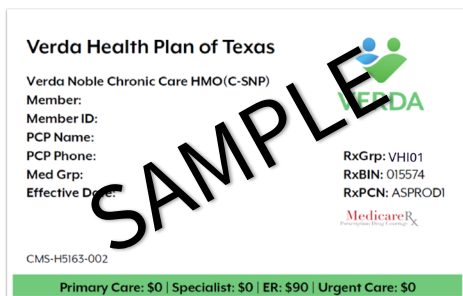 Verda Health Plan of Texas
Verda Noble Chronic Care HMO(C-SNP)
Member:
Member ID:
PCP Name:
PCP Phone:
Med Grp:
Effective Date:
SAMPLE
VERDA
RxGrp: VHI01
RxBIN: 015574
RxPCN: ASPROD1
MedicareRx
Prescription Drug Coverage
CMS-H5163-002
Primary Care: $0 | Specialist: $0 | ER: $90 | Urgent Care: $0